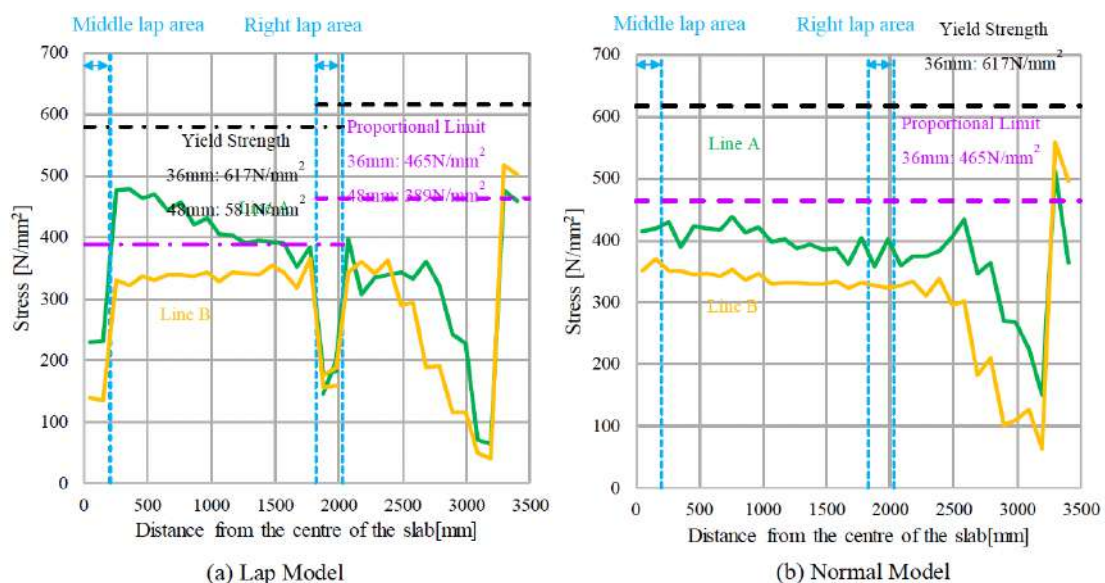 Middle lap area
Right lap area
700
600
500
400
300
200
100
0
Stress [N/mm²]
Yield Strength
36mm: 617N/mm²
48mm: 581N/mm²
Proportional Limit
36mm: 465N/mm²
48mm: 389N/mm²
Line A
Line B
0 500 1000 1500 2000 2500 3000 3500
Distance from the centre of the slab[mm]
(a) Lap Model
Middle lap area
Right lap area
Yield Strength
36mm: 617N/mm²
700
600
500
400
300
200
100
0
Stress [N/mm²]
Line A
Proportional Limit
36mm: 465N/mm²
Line B
0 500 1000 1500 2000 2500 3000 3500
Distance from the centre of the slab[mm]
(b) Normal Model